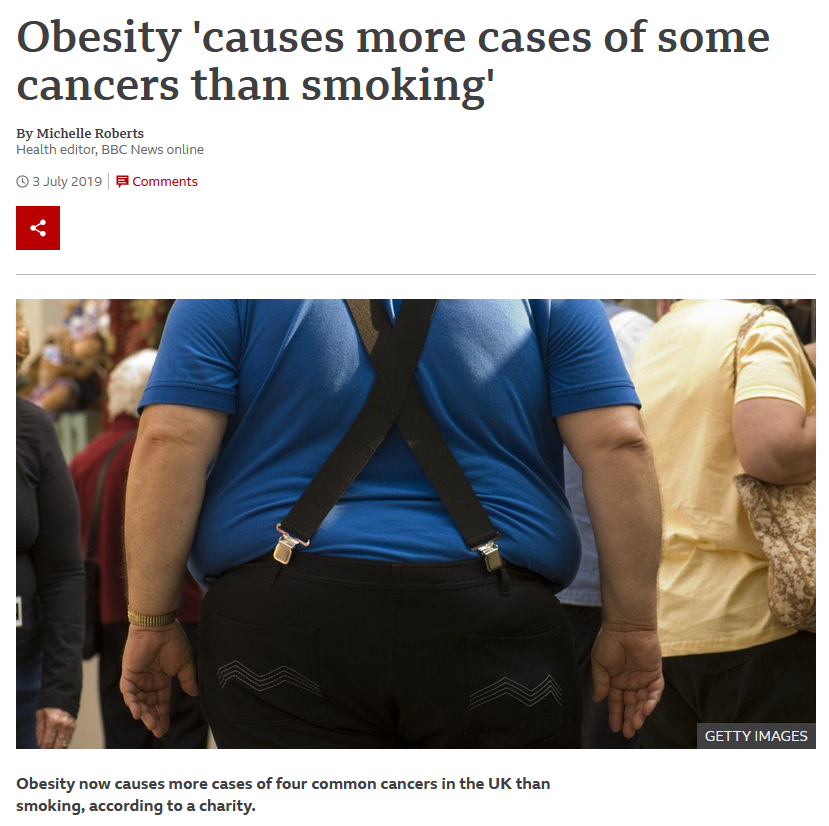 Obesity 'causes more cases of some
cancers than smoking'
By Michelle Roberts
Health editor, BBC News online
3 July 2019
Comments
GETTY IMAGES
Obesity now causes more cases of four common cancers in the UK than
smoking, according to a charity.